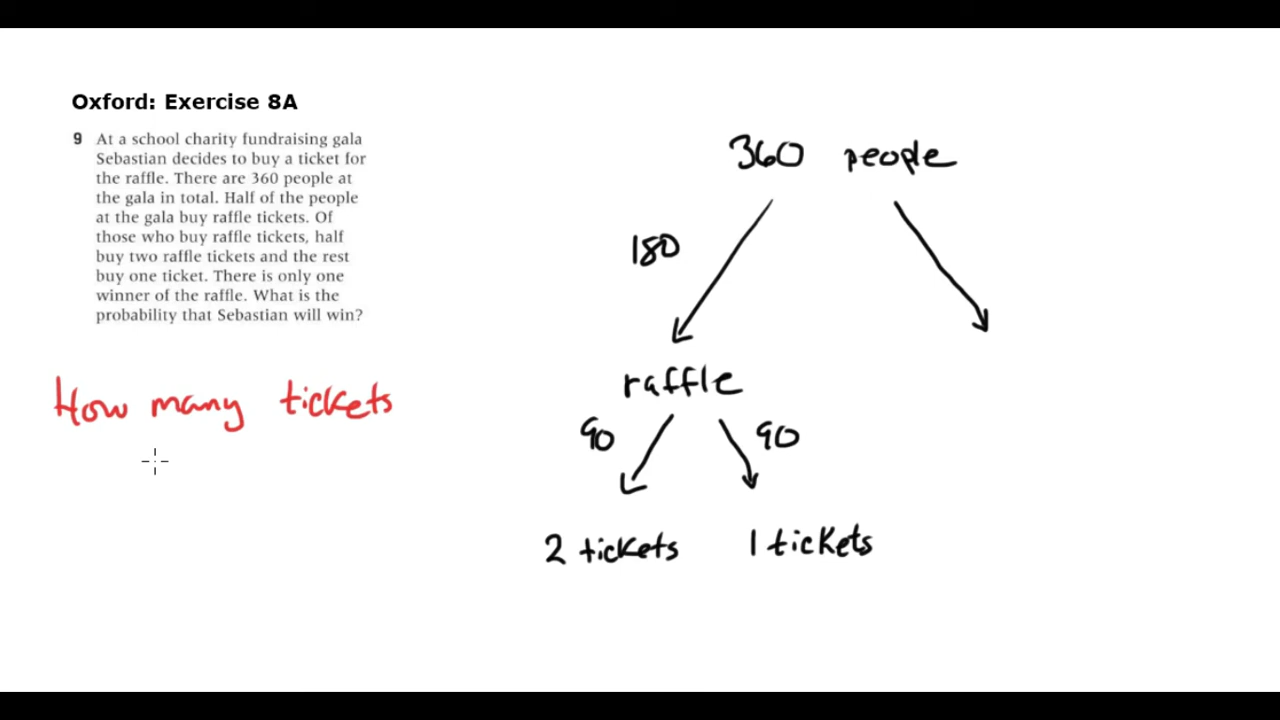 Oxford: Exercise 8A
9 At a school charity fundraising gala
Sebastian decides to buy a ticket for
the raffle. There are 360 people at
the gala in total. Half of the people
at the gala buy raffle tickets. Of
those who buy raffle tickets, half
buy two raffle tickets and the rest
buy one ticket. There is only one
winner of the raffle. What is the
probability that Sebastian will win?
How many tickets
360 people
180
raffle
90 90
2 tickets 1 tickets